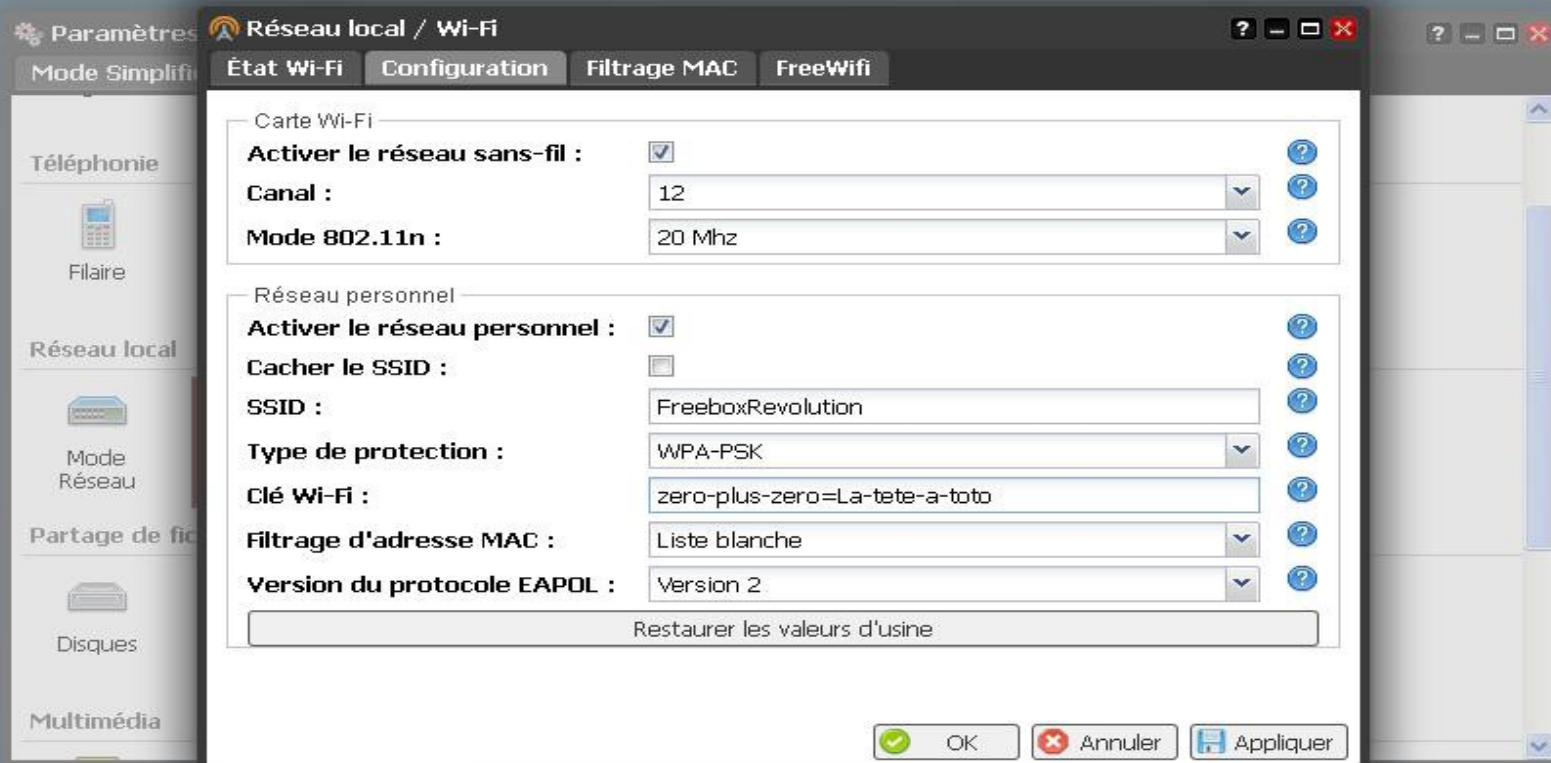 Paramètres
Réseau local / Wi-Fi
Mode Simplifi
État Wi-Fi
Configuration
Filtrage MAC
FreeWifi
Carte Wi-Fi
Activer le réseau sans-fil :
Canal :
12
Mode 802.11n :
20 Mhz
Réseau personnel
Activer le réseau personnel :
Cacher le SSID :
SSID :
FreeboxRevolution
Type de protection :
WPA-PSK
Clé Wi-Fi :
zero-plus-zero=La-tete-a-toto
Filtrage d'adresse MAC :
Liste blanche
Version du protocole EAPOL :
Version 2
Restaurer les valeurs d'usine
OK
Annuler
Appliquer
Téléphonie
Filaire
Réseau local
Mode
Réseau
Partage de fic
Disques
Multimédia